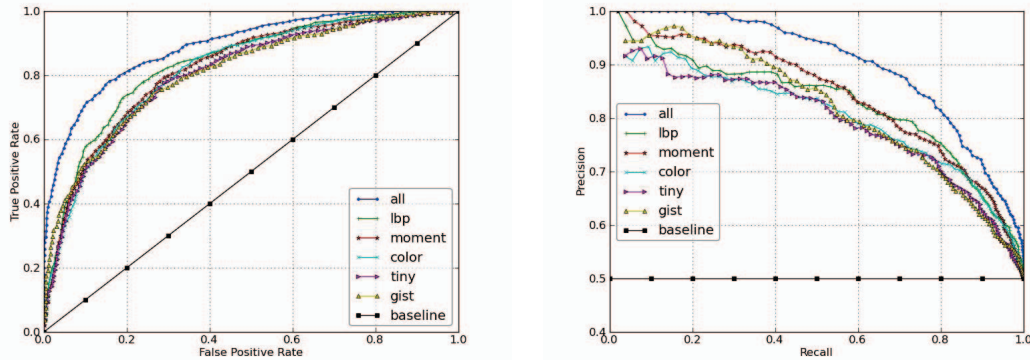 True Positive Rate
1.0
0.8
0.6
0.4
0.2
0.0
all
lbp
moment
color
tiny
gist
baseline
0.0 0.2 0.4 0.6 0.8 1.0
False Positive Rate
Precision
1.0
0.9
0.8
0.7
0.6
0.5
0.4
all
lbp
moment
color
tiny
gist
baseline
0.0 0.2 0.4 0.6 0.8 1.0
Recall